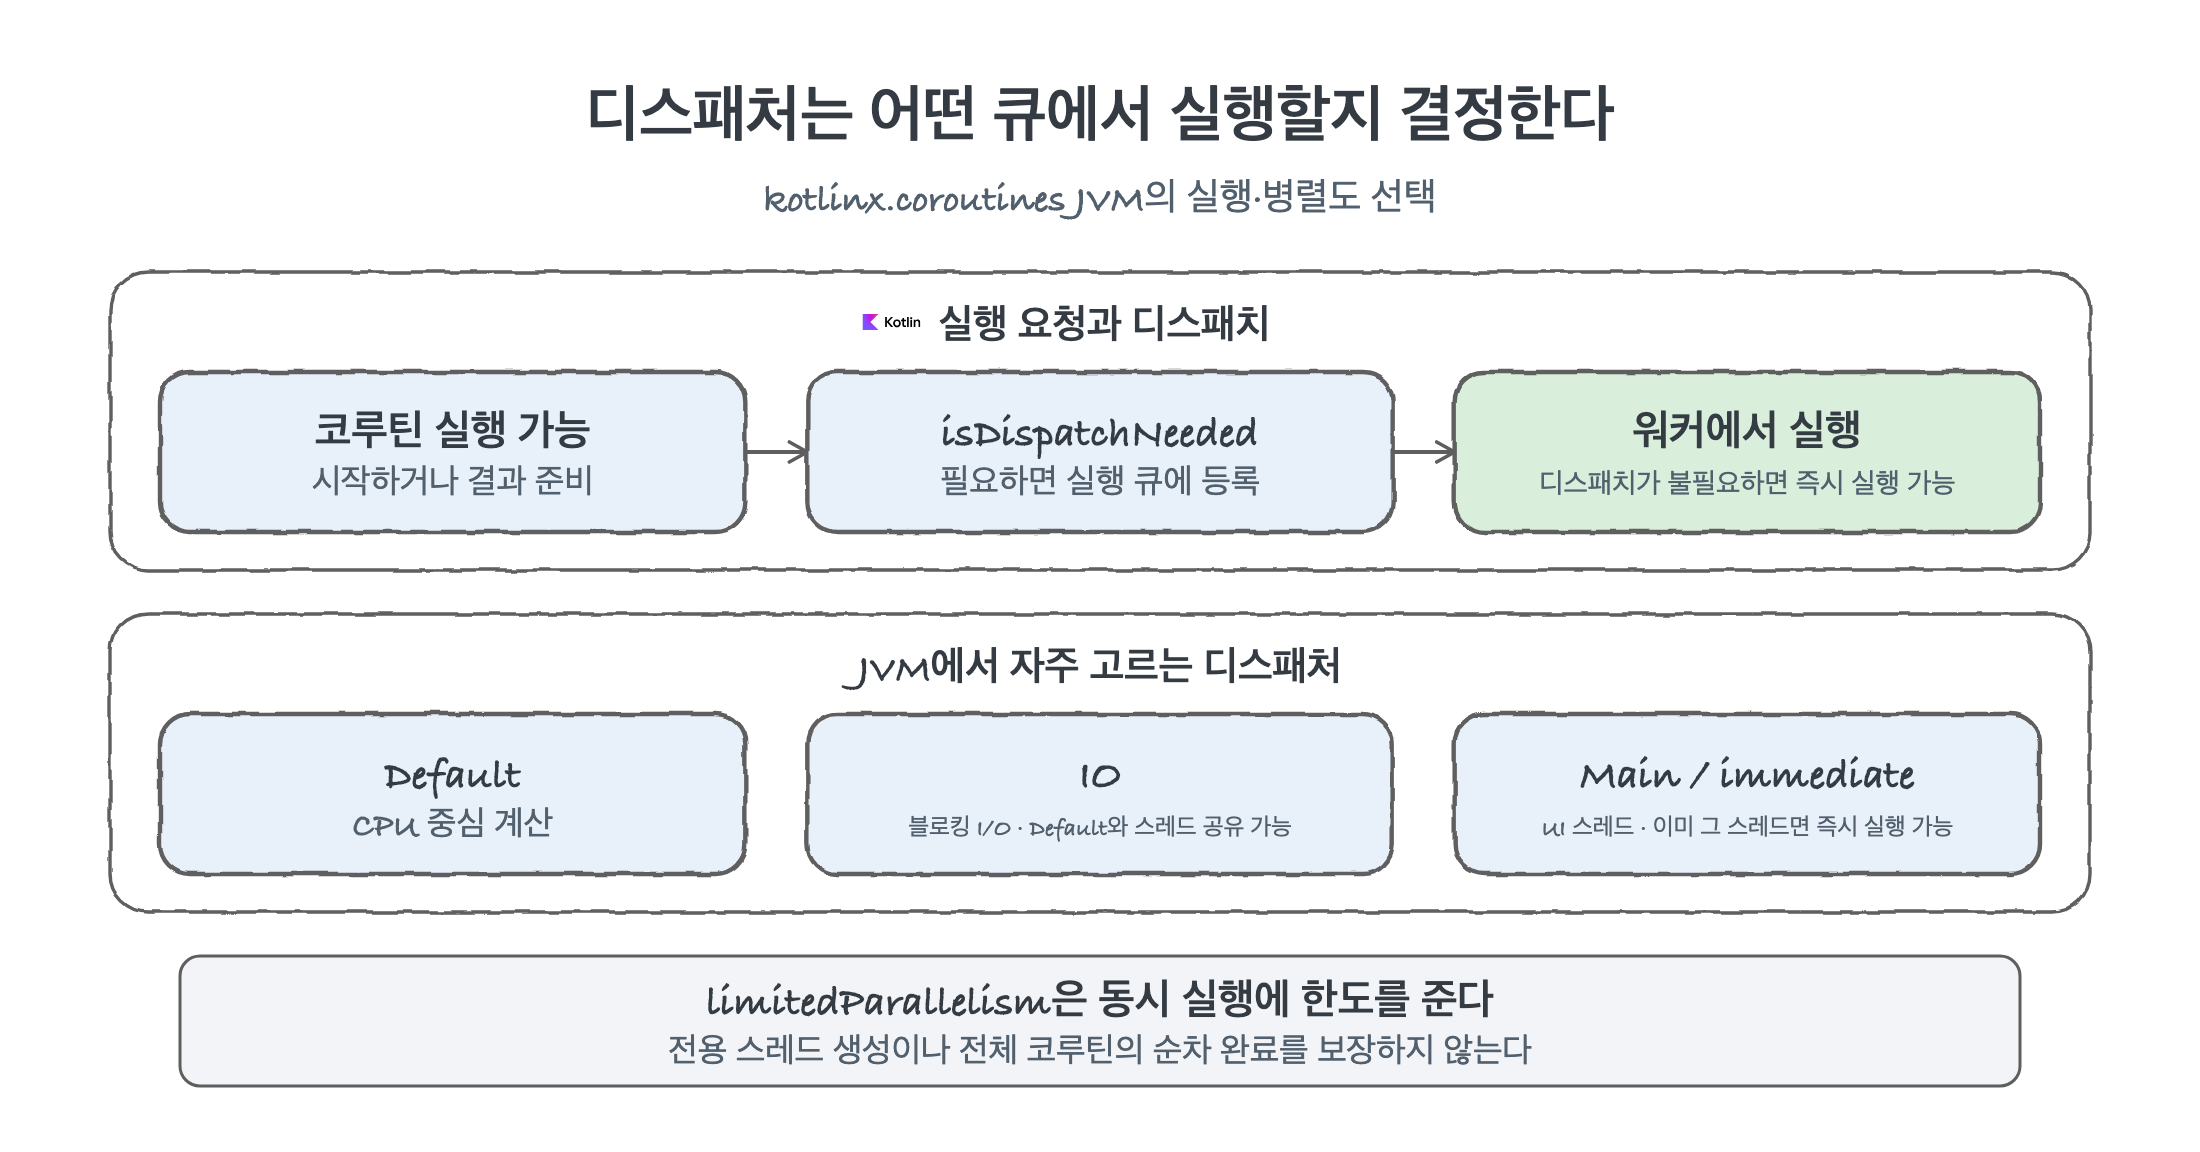 디스패처는 어떤 큐에서 실행할지 결정한다
kotlinx.coroutines JVM의 실행·병렬도 선택
Kotlin 실행 요청과 디스패치
코루틴 실행 가능
시작하거나 결과 준비
isDispatchNeeded
필요하면 실행 큐에 등록
워커에서 실행
디스패치가 불필요하면 즉시 실행 가능
JVM에서 자주 고르는 디스패처
Default
CPU 중심 계산
IO
블로킹 I/O · Default와 스레드 공유 가능
Main / immediate
UI 스레드 · 이미 그 스레드면 즉시 실행 가능
limitedParallelism은 동시 실행에 한도를 준다
전용 스레드 생성이나 전체 코루틴의 순차 완료를 보장하지 않는다